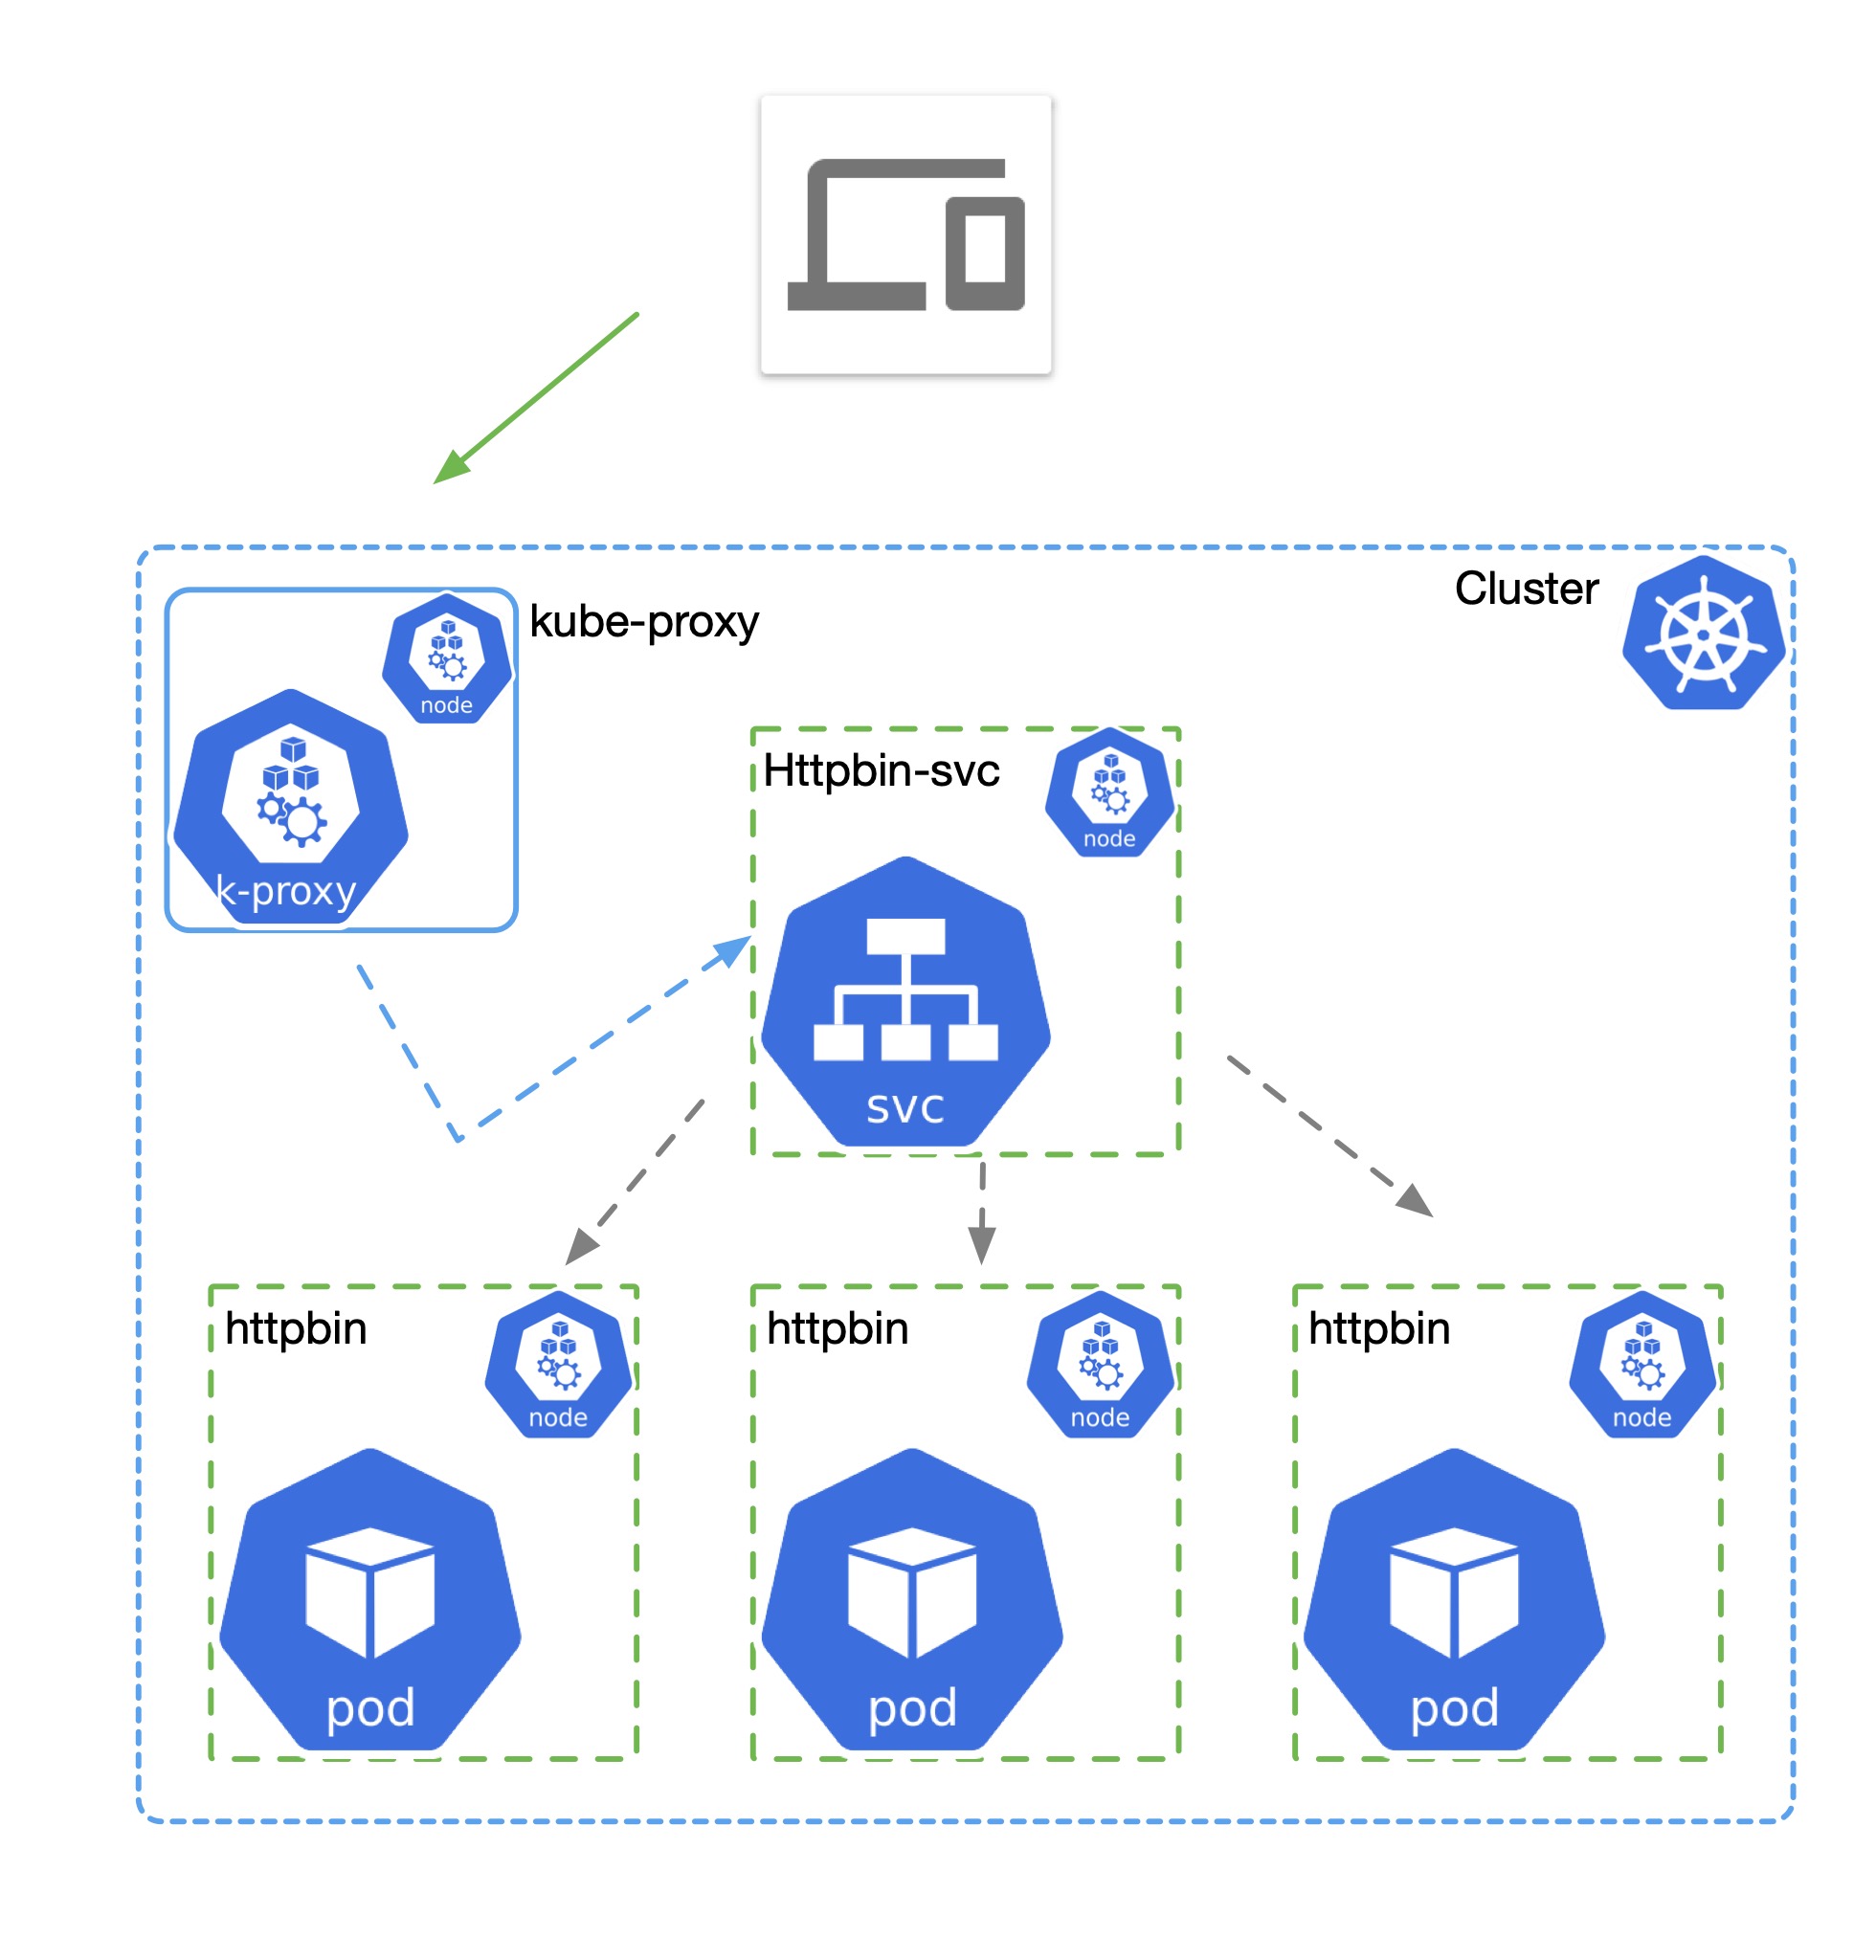 Cluster
kube-proxy
node
k-proxy
Httpbin-svc
node
svc
httpbin
node
pod
httpbin
node
pod
httpbin
node
pod